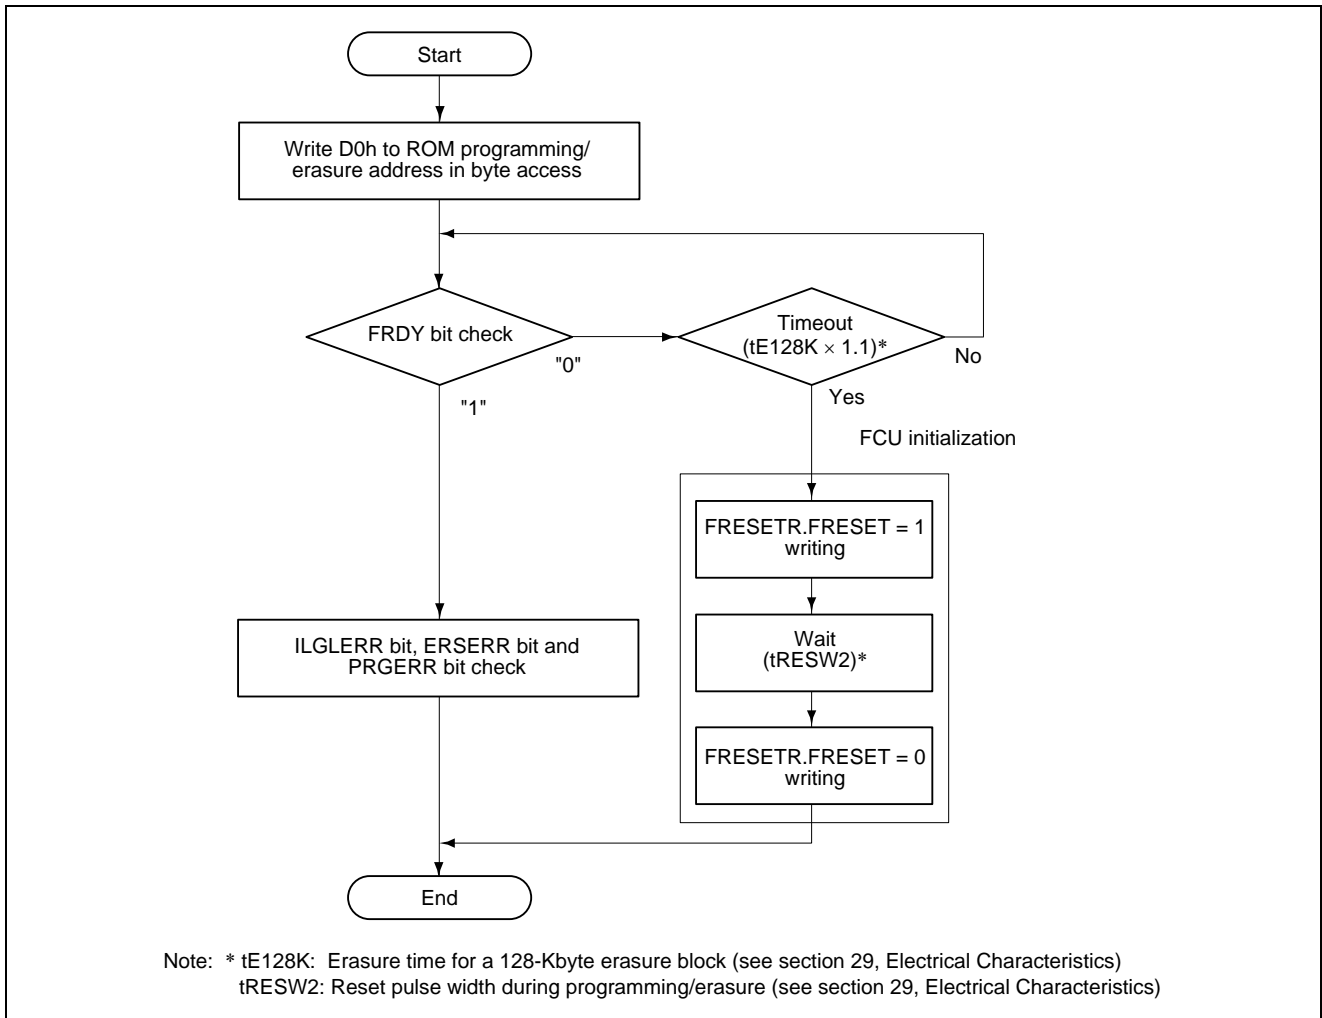 Start
Write D0h to ROM programming/
erasure address in byte access
FRDY bit check
"0"
"1"
Timeout
(tE128K × 1.1)*
No
Yes
FCU initialization
FRESETR.FRESET = 1
writing
Wait
(tRESW2)*
FRESETR.FRESET = 0
writing
ILGLERR bit, ERSERR bit and
PRGERR bit check
End
Note: * tE128K: Erasure time for a 128-Kbyte erasure block (see section 29, Electrical Characteristics)
tRESW2: Reset pulse width during programming/erasure (see section 29, Electrical Characteristics)